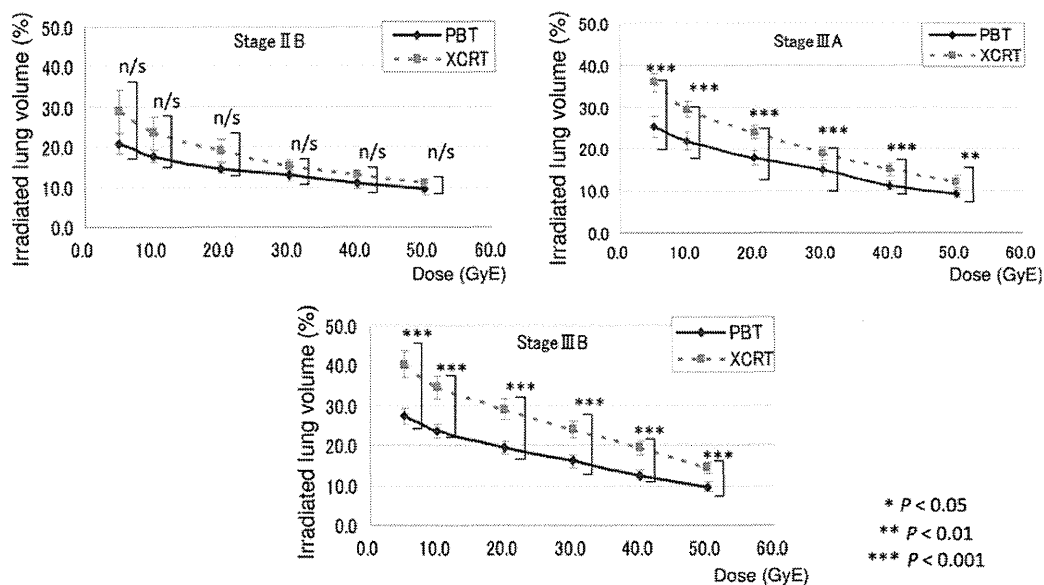 Irradiated lung volume (%)
50.0
40.0
30.0
20.0
10.0
0.0
Stage ⅡB
PBT
XCRT
n/s
n/s
n/s
n/s
n/s
n/s
0.0 10.0 20.0 30.0 40.0 50.0 60.0
Dose (GyE)
Irradiated lung volume (%)
50.0
40.0
30.0
20.0
10.0
0.0
Stage ⅢA
PBT
XCRT
***
***
***
***
***
**
0.0 10.0 20.0 30.0 40.0 50.0 60.0
Dose (GyE)
Irradiated lung volume (%)
50.0
40.0
30.0
20.0
10.0
0.0
Stage ⅢB
PBT
XCRT
***
***
***
***
***
***
0.0 10.0 20.0 30.0 40.0 50.0 60.0
Dose (GyE)
* P < 0.05
** P < 0.01
*** P < 0.001